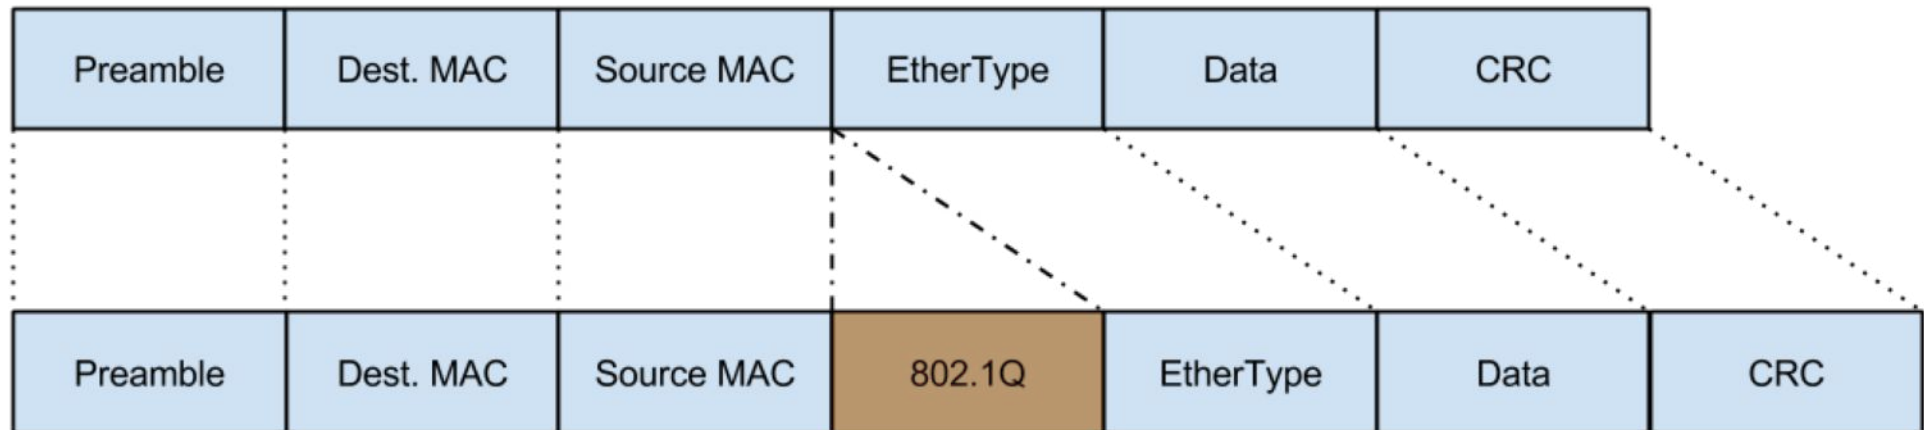 Preamble Dest. MAC Source MAC EtherType Data CRC
Preamble Dest. MAC Source MAC 802.1Q EtherType Data CRC